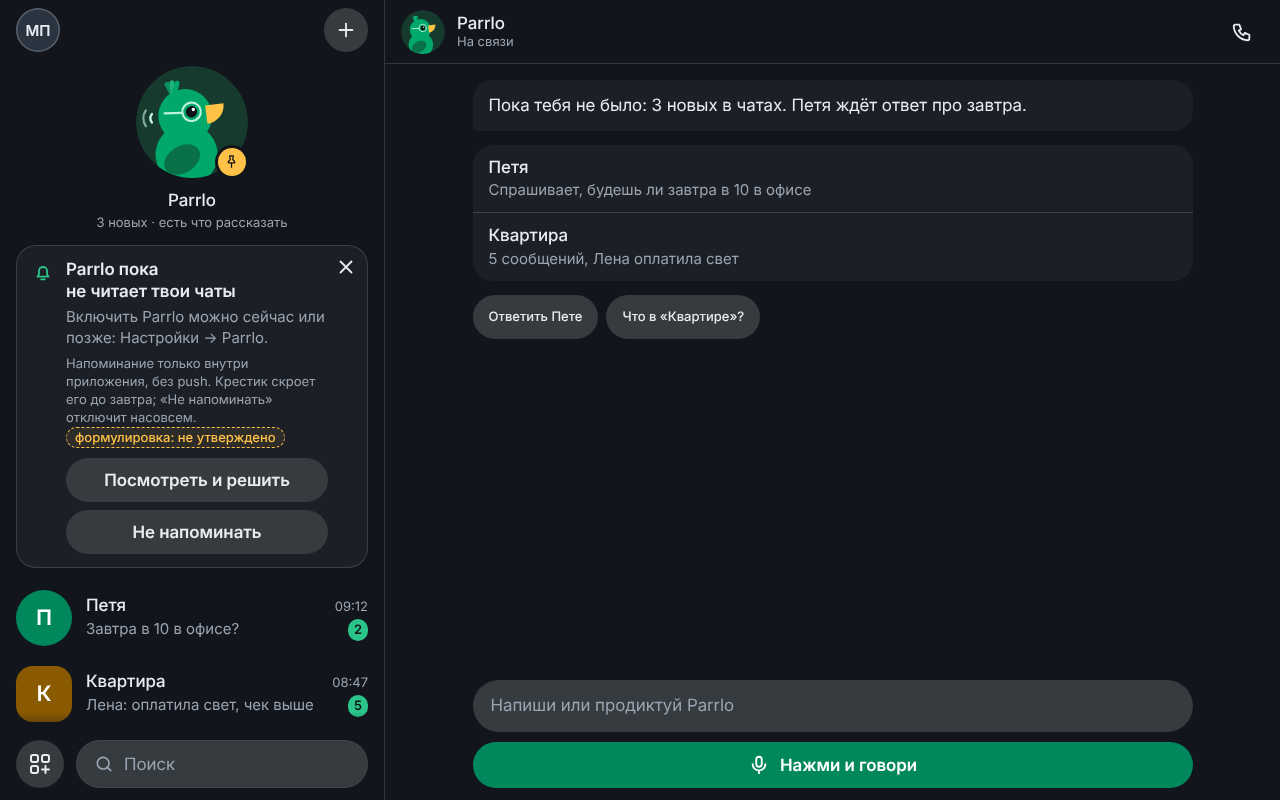 МП
Parrlo
3 новых · есть что рассказать
Parrlo пока
не читает твои чаты
Включить Parrlo можно сейчас или
позже: Настройки → Parrlo.
Напоминание только внутри
приложения, без push. Крестик скроет
его до завтра; «Не напоминать»
отключит насовсем.
формулировка: не утверждено
Посмотреть и решить
Не напоминать
П
Петя
09:12
Завтра в 10 в офисе?
2
К
Квартира
08:47
Лена: оплатила свет, чек выше
5
Поиск
Parrlo
На связи
Пока тебя не было: 3 новых в чатах. Петя ждёт ответ про завтра.
Петя
Спрашивает, будешь ли завтра в 10 в офисе
Квартира
5 сообщений, Лена оплатила свет
Ответить Пете
Что в «Квартире»?
Напиши или продиктуй Parrlo
Нажми и говори